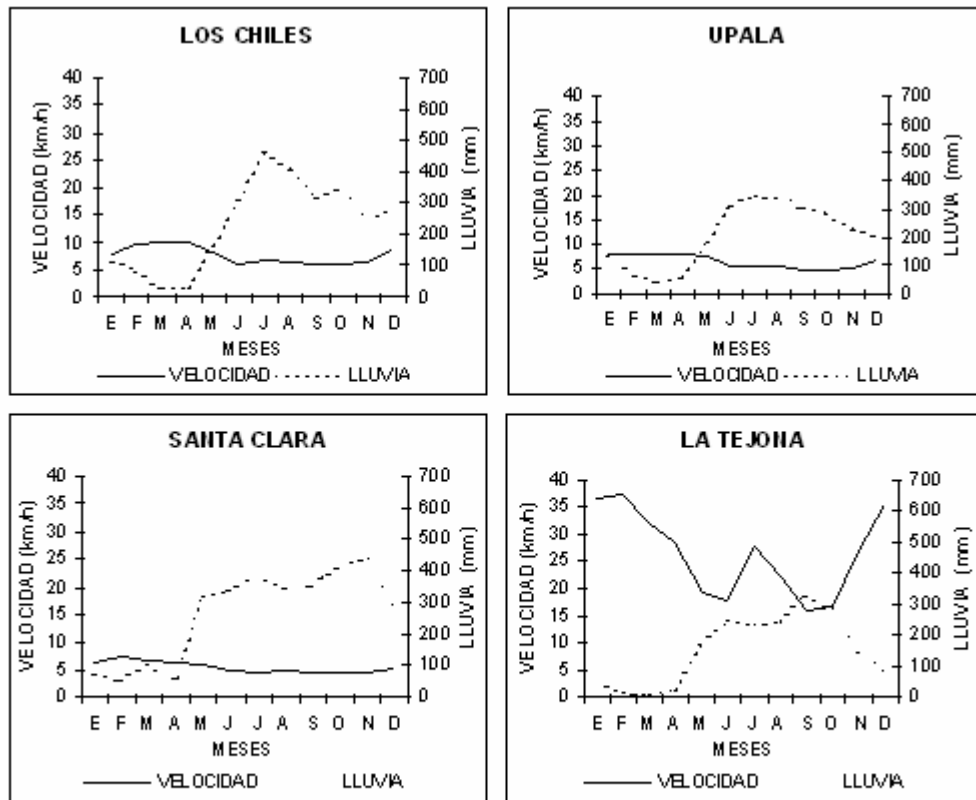 LOS CHILES
VELOCIDAD (km/h)
40
35
30
25
20
15
10
5
0
LLUVIA (mm)
700
600
500
400
300
200
100
0
E F M A M J J A S O N D
MESES
VELOCIDAD LLUVIA
UPALA
VELOCIDAD (km/h)
40
35
30
25
20
15
10
5
0
LLUVIA (mm)
700
600
500
400
300
200
100
0
E F M A M J J A S O N D
MESES
VELOCIDAD LLUVIA
SANTA CLARA
VELOCIDAD (km/h)
40
35
30
25
20
15
10
5
0
LLUVIA (mm)
700
600
500
400
300
200
100
0
E F M A M J J A S O N D
MESES
VELOCIDAD LLUVIA
LA TEJONA
VELOCIDAD (km/h)
40
35
30
25
20
15
10
5
0
LLUVIA (mm)
700
600
500
400
300
200
100
0
E F M A M J J A S O N D
MESES
VELOCIDAD LLUVIA